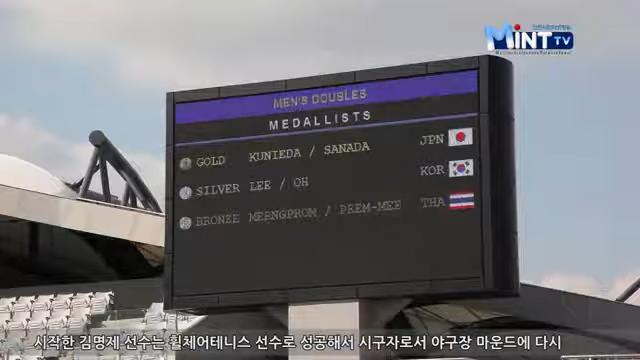 MiNT TV
MEN'S DOUBLES
MEDALLISTS
GOLD KUNIEDA / SANADA JPN
SILVER LEE / OH KOR
BRONZE MERNGPROM / PREM-MEE THA
시작한 김명제 선수는 휠체어테니스 선수로 성공해서 시구자로서 야구장 마운드에 다시